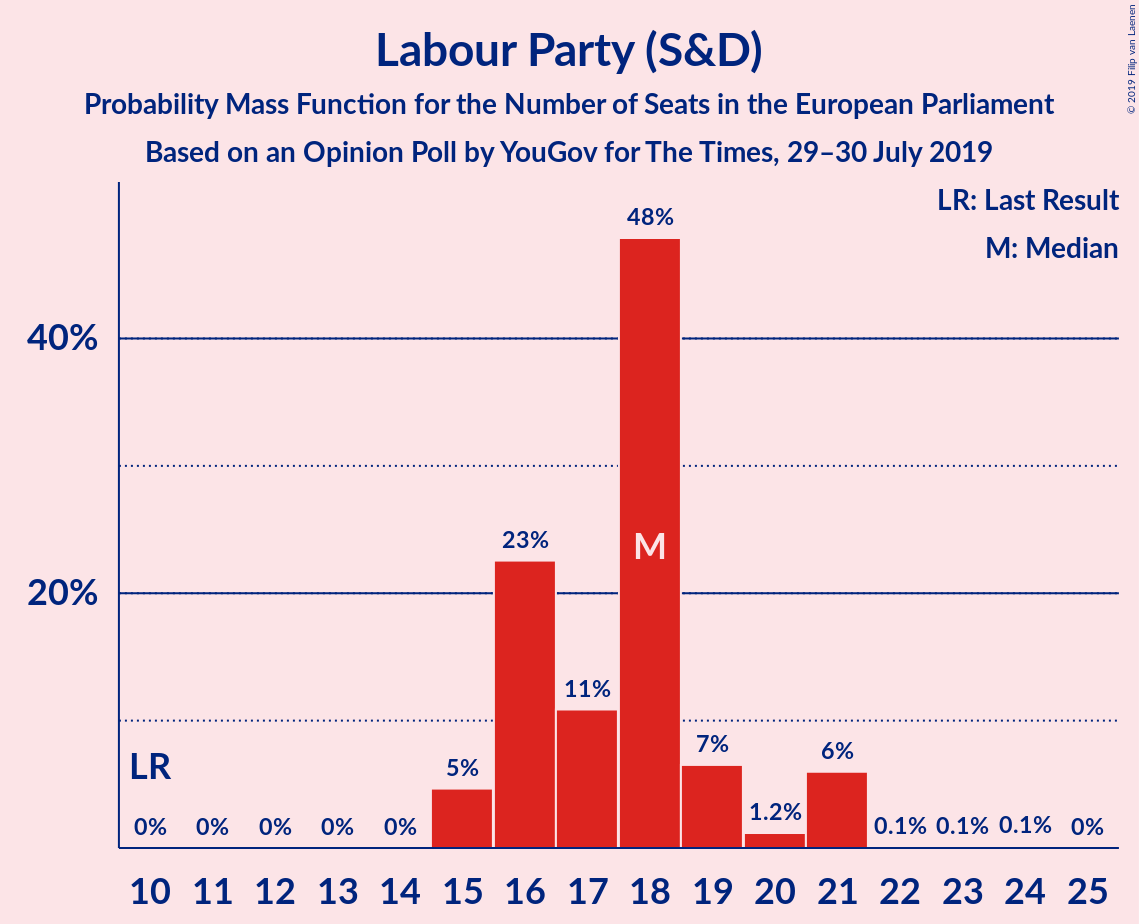 Labour Party (S&D)
Probability Mass Function for the Number of Seats in the European Parliament
Based on an Opinion Poll by YouGov for The Times, 29–30 July 2019
© 2019 Filip van Laenen
LR: Last Result
M: Median
40%
20%
48%
23%
11%
7%
5%
6%
1.2%
0.1%
0.1%
0.1%
0%
0%
0%
0%
0%
0%
LR
M
10 11 12 13 14 15 16 17 18 19 20 21 22 23 24 25